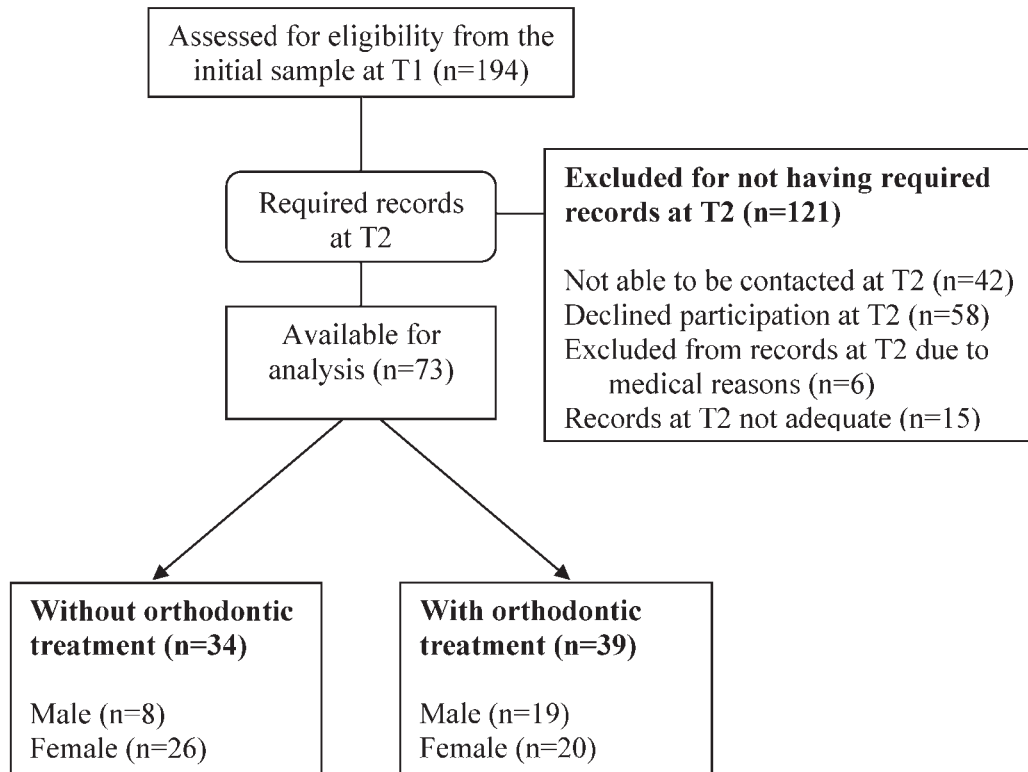 Assessed for eligibility from the
initial sample at T1 (n=194)
Required records
at T2
Excluded for not having required
records at T2 (n=121)
Not able to be contacted at T2 (n=42)
Declined participation at T2 (n=58)
Excluded from records at T2 due to
medical reasons (n=6)
Records at T2 not adequate (n=15)
Available for
analysis (n=73)
Without orthodontic
treatment (n=34)
Male (n=8)
Female (n=26)
With orthodontic
treatment (n=39)
Male (n=19)
Female (n=20)